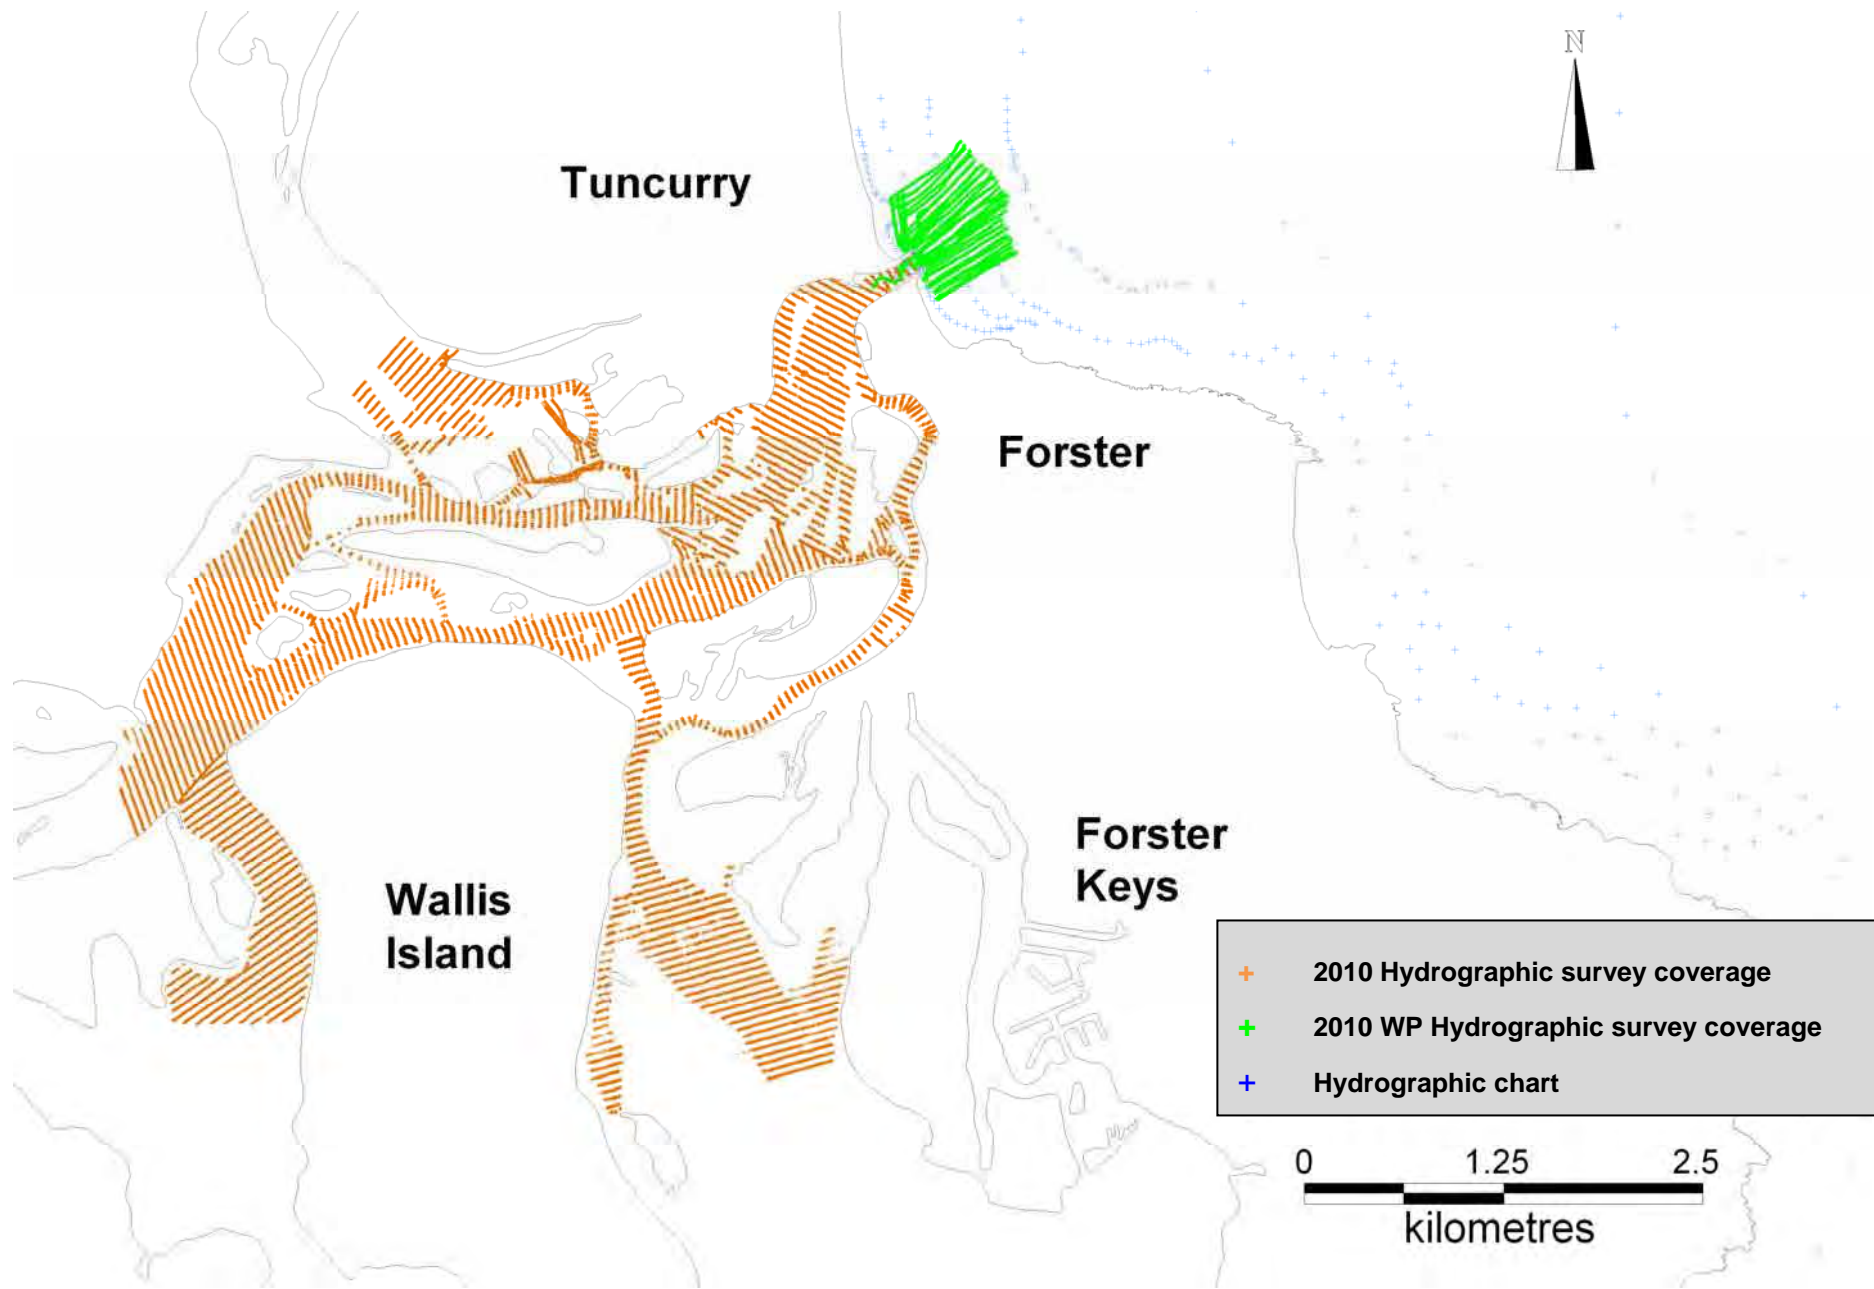 N
Tuncurry
Forster
Forster
Keys
Wallis
Island
2010 Hydrographic survey coverage
2010 WP Hydrographic survey coverage
Hydrographic chart
0 1.25 2.5
kilometres